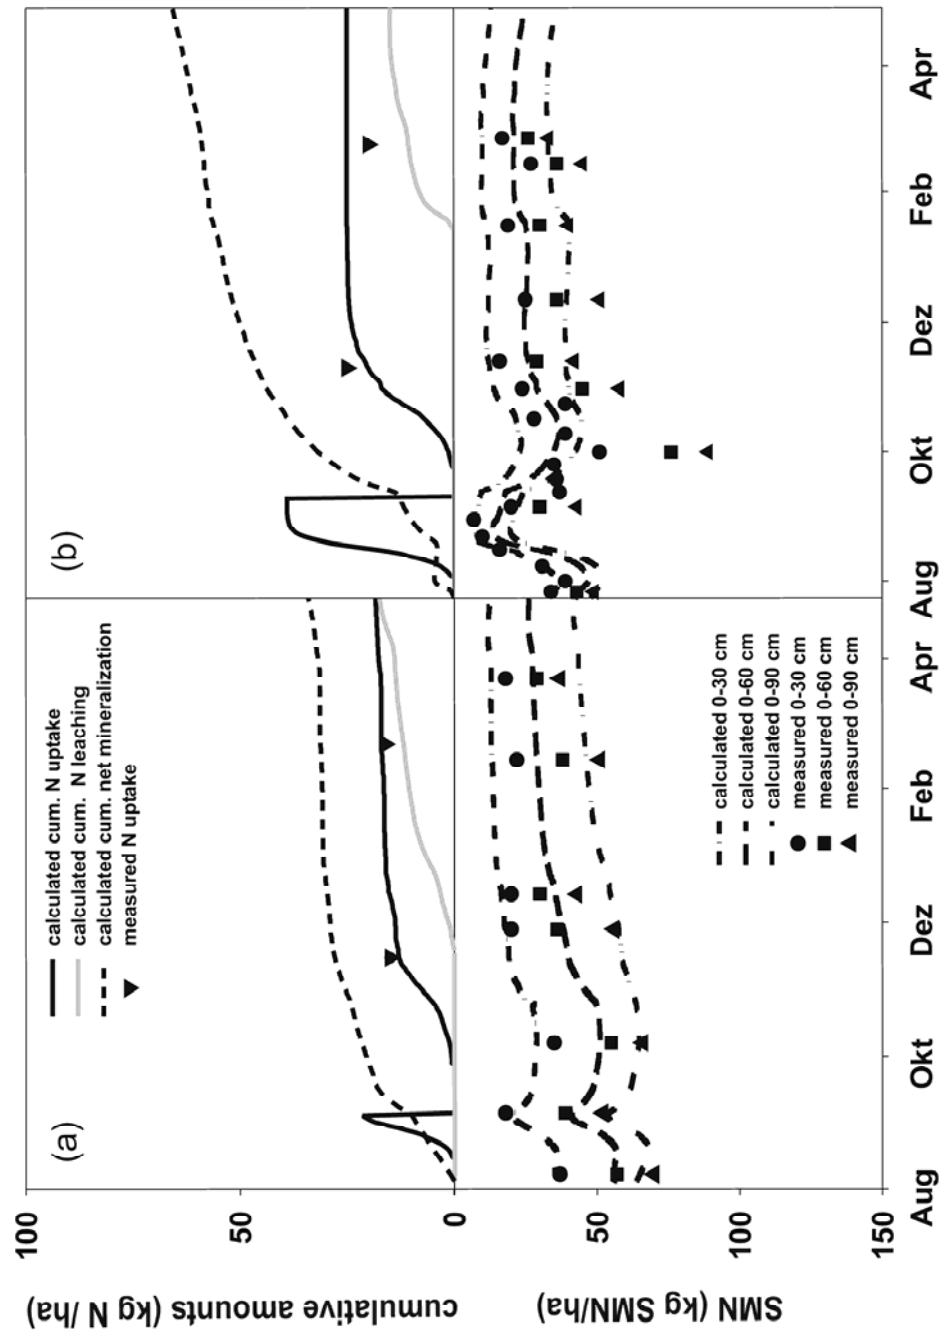 (a)
(b)
calculated cum. N uptake
calculated cum. N leaching
calculated cum. net mineralization
measured N uptake
100
50
0
50
100
150
cumulative amounts (kg N /ha)
SMN (kg SMN/ha)
calculated 0-30 cm
calculated 0-60 cm
calculated 0-90 cm
measured 0-30 cm
measured 0-60 cm
measured 0-90 cm
Aug Okt Dez Feb Apr Aug Okt Dez Feb Apr